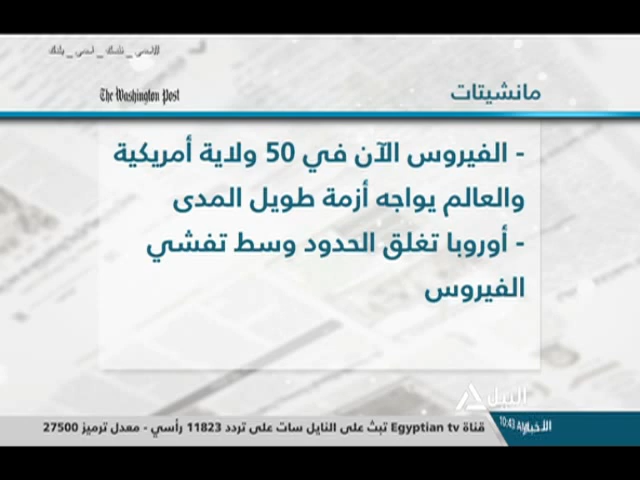 مانشيتات
The Washington Post
- الفيروس الآن في 50 ولاية أمريكية
والعالم يواجه أزمة طويل المدى
- أوروبا تغلق الحدود وسط تفشي
الفيروس
النيل
الأخبار
10:43 AM
قناة Egyptian tv تبث على النايل سات على تردد 11823 رأسي - معدل ترميز 27500